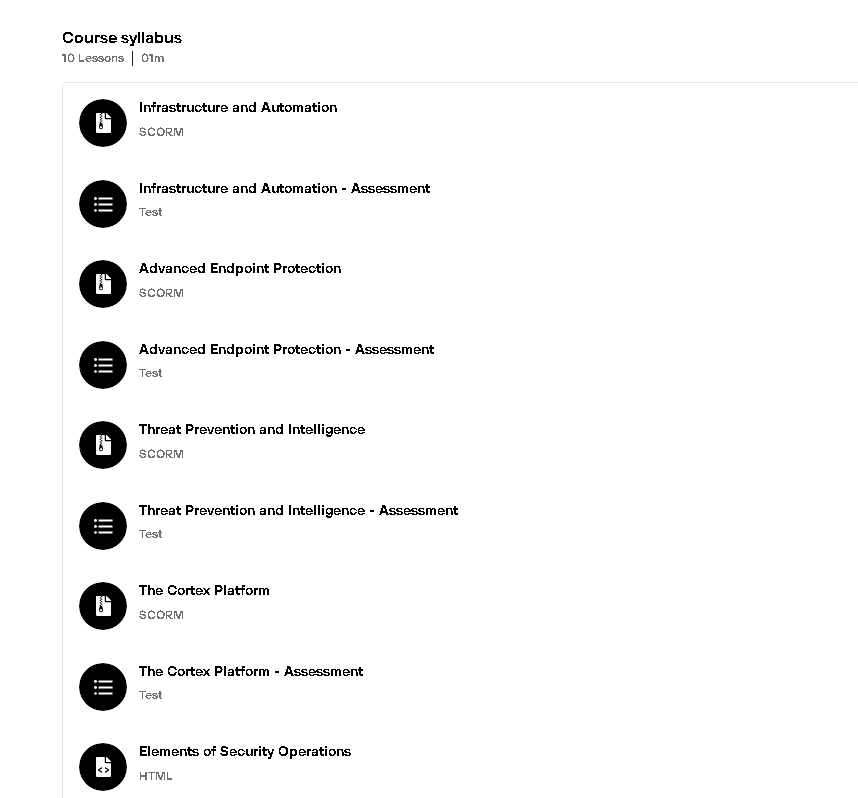 Course syllabus
10 Lessons | 01m
Infrastructure and Automation
SCORM
Infrastructure and Automation - Assessment
Test
Advanced Endpoint Protection
SCORM
Advanced Endpoint Protection - Assessment
Test
Threat Prevention and Intelligence
SCORM
Threat Prevention and Intelligence - Assessment
Test
The Cortex Platform
SCORM
The Cortex Platform - Assessment
Test
Elements of Security Operations
HTML